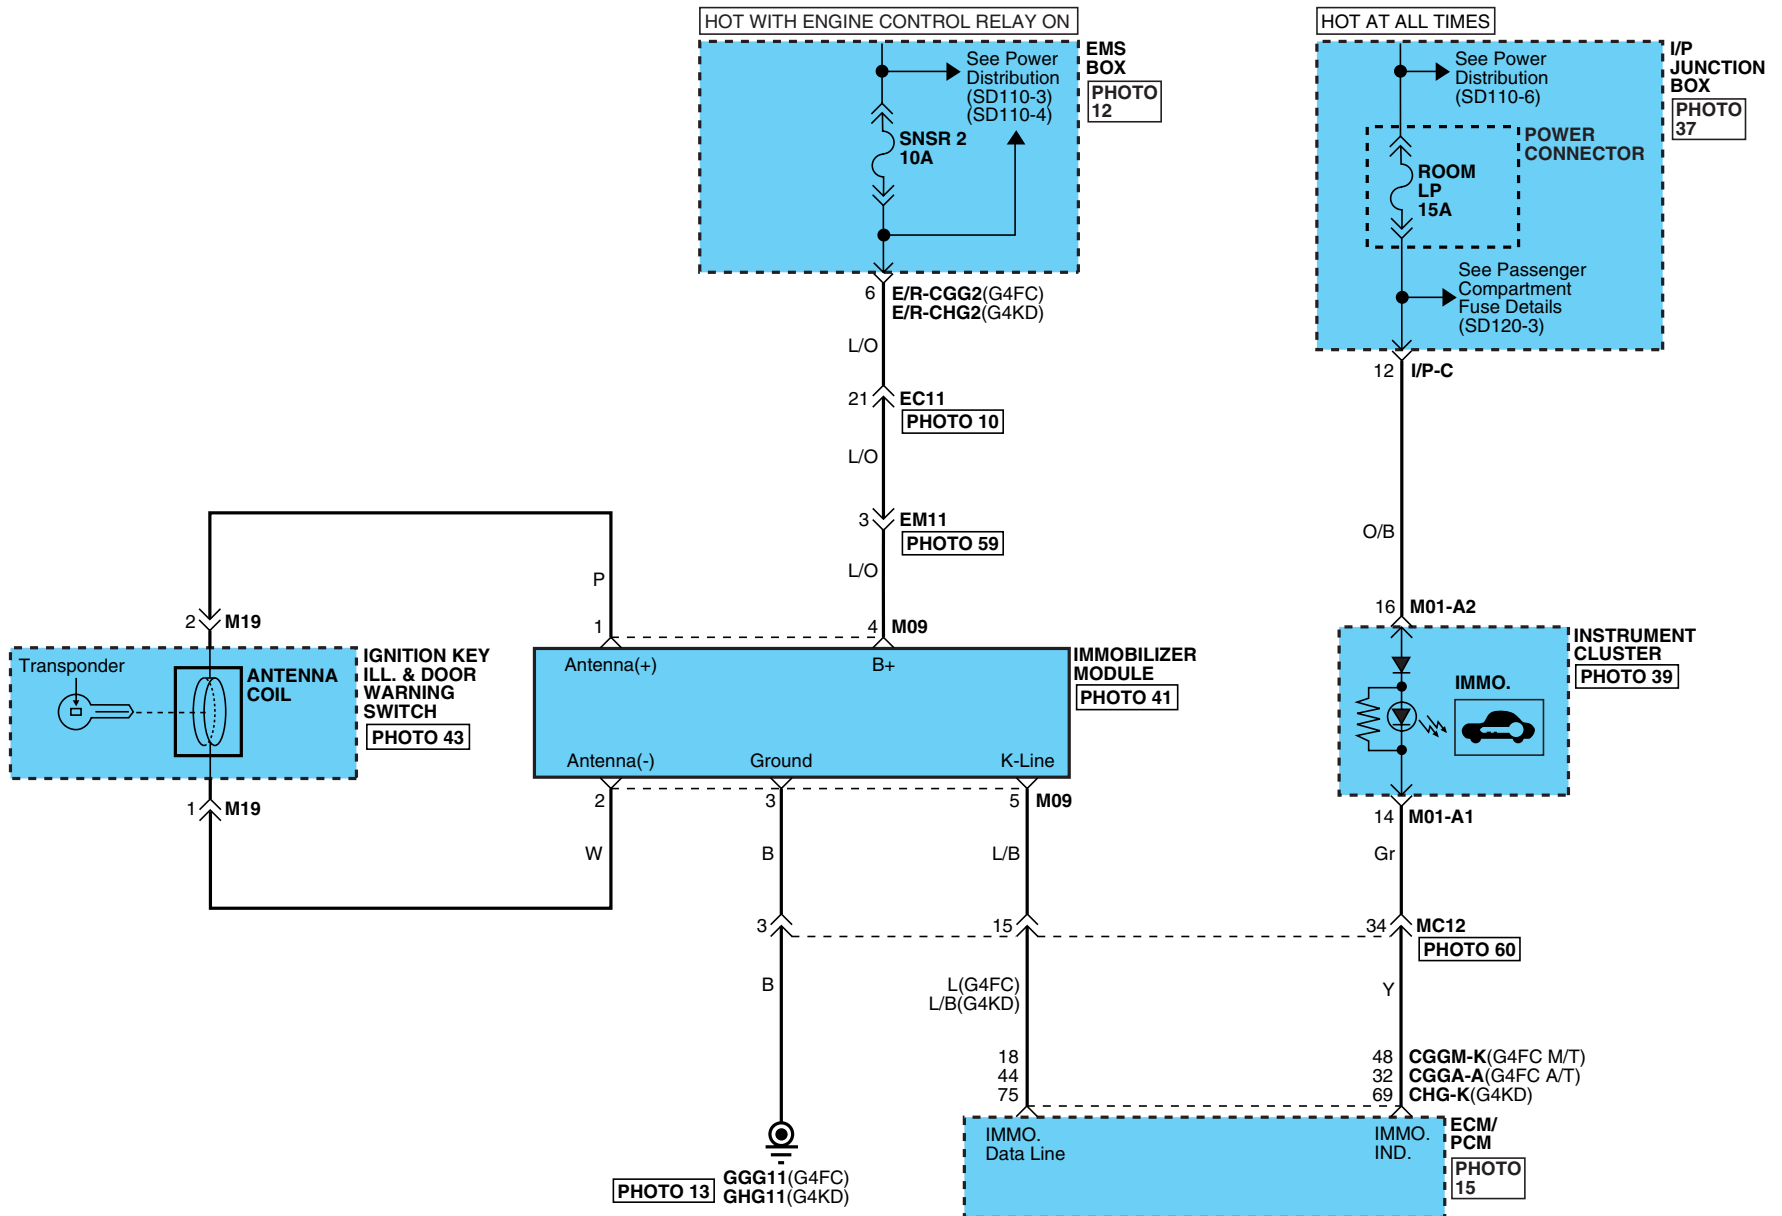 HOT WITH ENGINE CONTROL RELAY ON
See Power
Distribution
(SD110-3)
(SD110-4)
SNSR 2
10A
EMS
BOX
PHOTO
12
HOT AT ALL TIMES
See Power
Distribution
(SD110-6)
POWER
CONNECTOR
ROOM
LP
15A
See Passenger
Compartment
Fuse Details
(SD120-3)
I/P
JUNCTION
BOX
PHOTO
37
6 E/R-CGG2(G4FC)
E/R-CHG2(G4KD)
L/O
21 EC11
PHOTO 10
L/O
3 EM11
PHOTO 59
L/O
12 I/P-C
O/B
16 M01-A2
P
2 M19
1
4 M09
Transponder
ANTENNA
COIL
IGNITION KEY
ILL. & DOOR
WARNING
SWITCH
PHOTO 43
1 M19
Antenna(+)
B+
Antenna(-)
Ground
K-Line
IMMOBILIZER
MODULE
PHOTO 41
IMMO.
INSTRUMENT
CLUSTER
PHOTO 39
2
3
5 M09
14 M01-A1
W
B
L/B
Gr
3
15
34 MC12
PHOTO 60
B
L(G4FC)
L/B(G4KD)
Y
18
44
75
48 CGGM-K(G4FC M/T)
32 CGGA-A(G4FC A/T)
69 CHG-K(G4KD)
IMMO.
Data Line
IMMO.
IND.
ECM/
PCM
PHOTO
15
PHOTO 13
GGG11(G4FC)
GHG11(G4KD)